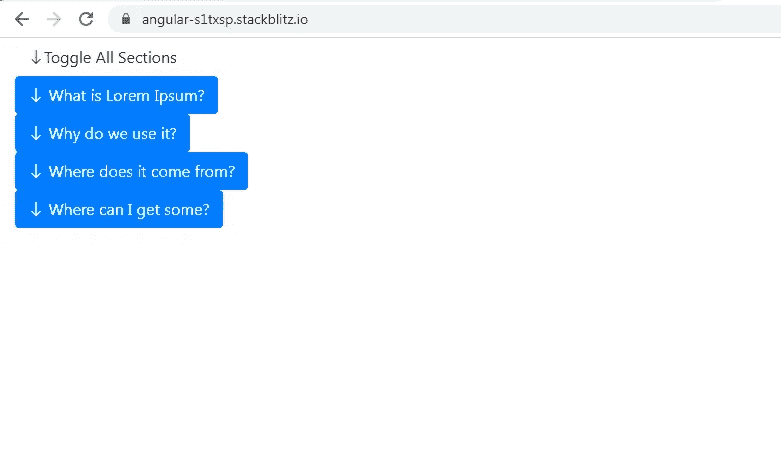 angular-s1txsp.stackblitz.io
↓Toggle All Sections
↓ What is Lorem Ipsum?
↓ Why do we use it?
↓ Where does it come from?
↓ Where can I get some?